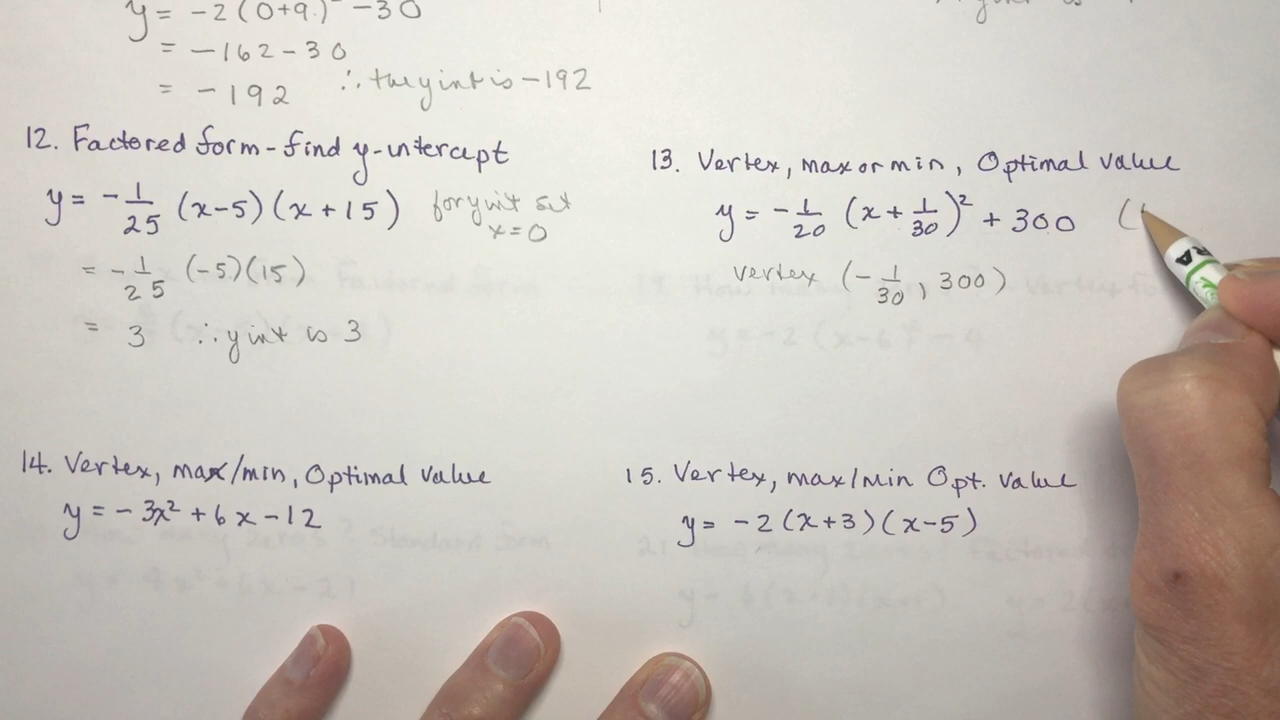 y = -2(0+9)² -30
= -162-30
= -192 ∴ the y int is -192
12. Factored form - find y-intercept
y = -1/25 (x-5)(x+15) for y int set x=0
= -1/25 (-5)(15)
= 3 ∴ y int is 3
13. Vertex, max or min, Optimal value
y = -1/20 (x + 1/30)² + 300 (
vertex (-1/30, 300)
14. Vertex, max/min, Optimal value
y = -3x² + 6x - 12
15. Vertex, max/min Opt. value
y = -2(x+3)(x-5)